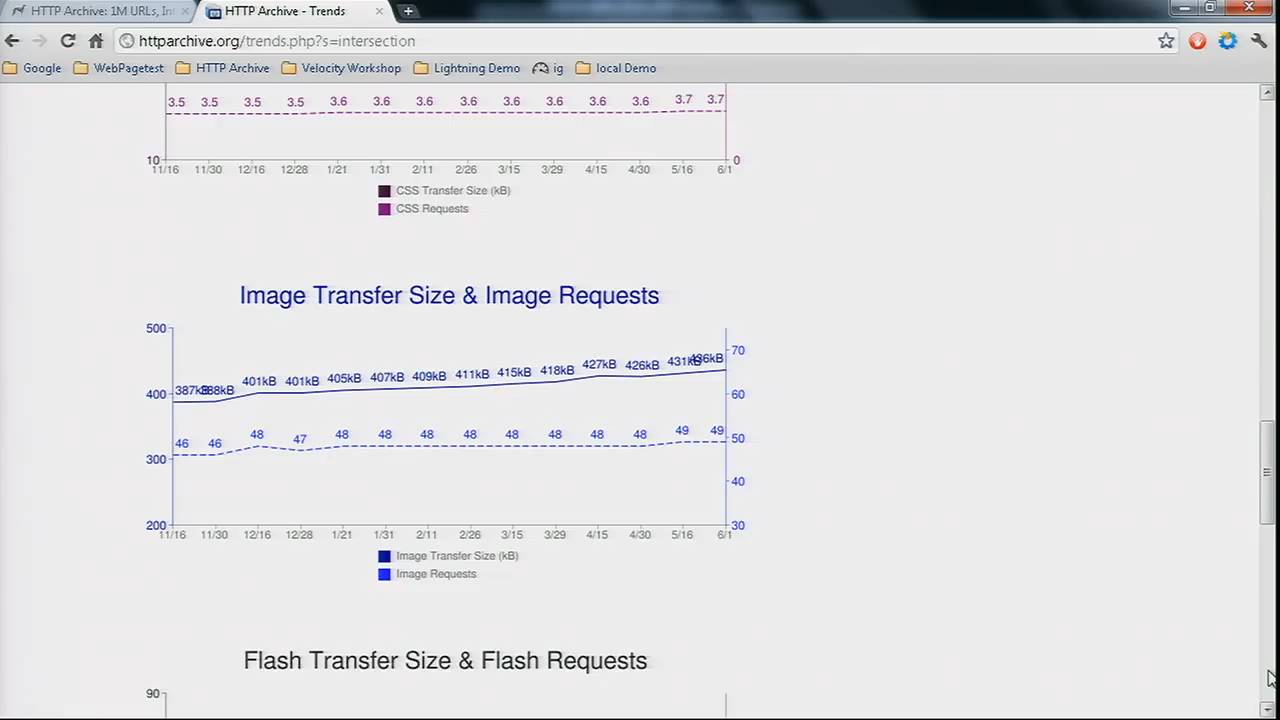 HTTP Archive: 1M URLs, In
HTTP Archive - Trends
httparchive.org/trends.php?s=intersection
Google WebPagetest HTTP Archive Velocity Workshop Lightning Demo ig local Demo
3.5 3.5 3.5 3.5 3.6 3.6 3.6 3.6 3.6 3.6 3.6 3.6 3.7 3.7
10 0
11/16 11/30 12/16 12/28 1/21 1/31 2/11 2/26 3/15 3/29 4/15 4/30 5/16 6/1
CSS Transfer Size (kB)
CSS Requests
Image Transfer Size & Image Requests
500
70
387kB 388kB 401kB 401kB 405kB 407kB 409kB 411kB 415kB 418kB 427kB 426kB 431kB 436kB
400 60
46 46 48 47 48 48 48 48 48 48 48 48 49 49
50
300
40
200 30
11/16 11/30 12/16 12/28 1/21 1/31 2/11 2/26 3/15 3/29 4/15 4/30 5/16 6/1
Image Transfer Size (kB)
Image Requests
Flash Transfer Size & Flash Requests
90